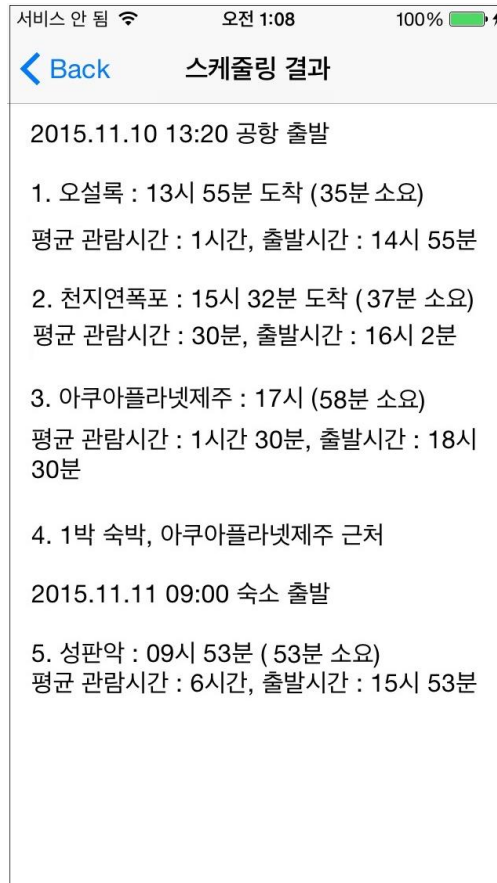 서비스 안 됨 오전 1:08 100%
Back 스케줄링 결과
2015.11.10 13:20 공항 출발
1. 오설록 : 13시 55분 도착 (35분 소요)
평균 관람시간 : 1시간, 출발시간 : 14시 55분
2. 천지연폭포 : 15시 32분 도착 ( 37분 소요)
평균 관람시간 : 30분, 출발시간 : 16시 2분
3. 아쿠아플라넷제주 : 17시 (58분 소요)
평균 관람시간 : 1시간 30분, 출발시간 : 18시
30분
4. 1박 숙박, 아쿠아플라넷제주 근처
2015.11.11 09:00 숙소 출발
5. 성판악 : 09시 53분 ( 53분 소요)
평균 관람시간 : 6시간, 출발시간 : 15시 53분